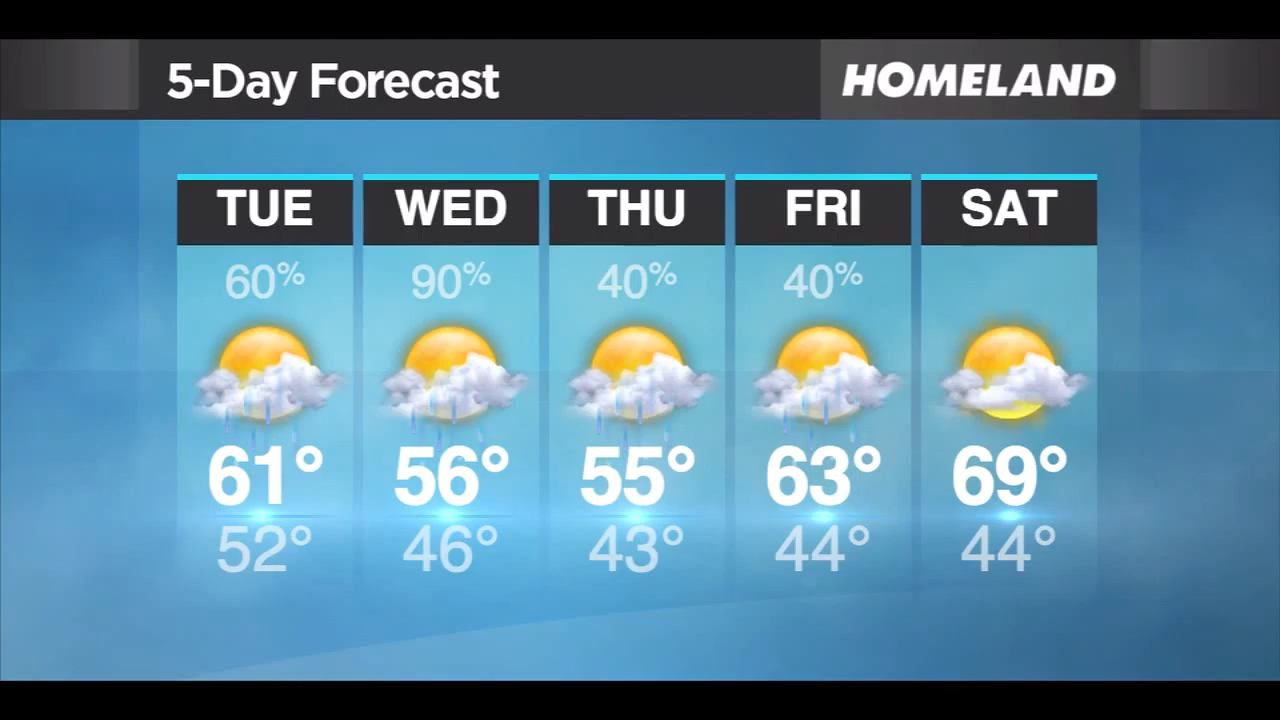 5-Day Forecast
HOMELAND
TUE WED THU FRI SAT
60% 90% 40% 40%
61° 56° 55° 63° 69°
52° 46° 43° 44° 44°